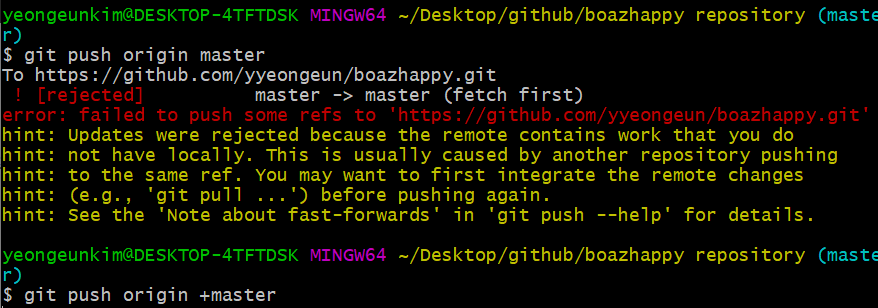 yeongeunkim@DESKTOP-4TFTDSK MINGW64 ~/Desktop/github/boazhappy repository (maste
r)
$ git push origin master
To https://github.com/yyeongeun/boazhappy.git
 ! [rejected]        master -> master (fetch first)
error: failed to push some refs to 'https://github.com/yyeongeun/boazhappy.git'
hint: Updates were rejected because the remote contains work that you do
hint: not have locally. This is usually caused by another repository pushing
hint: to the same ref. You may want to first integrate the remote changes
hint: (e.g., 'git pull ...') before pushing again.
hint: See the 'Note about fast-forwards' in 'git push --help' for details.
yeongeunkim@DESKTOP-4TFTDSK MINGW64 ~/Desktop/github/boazhappy repository (maste
r)
$ git push origin +master